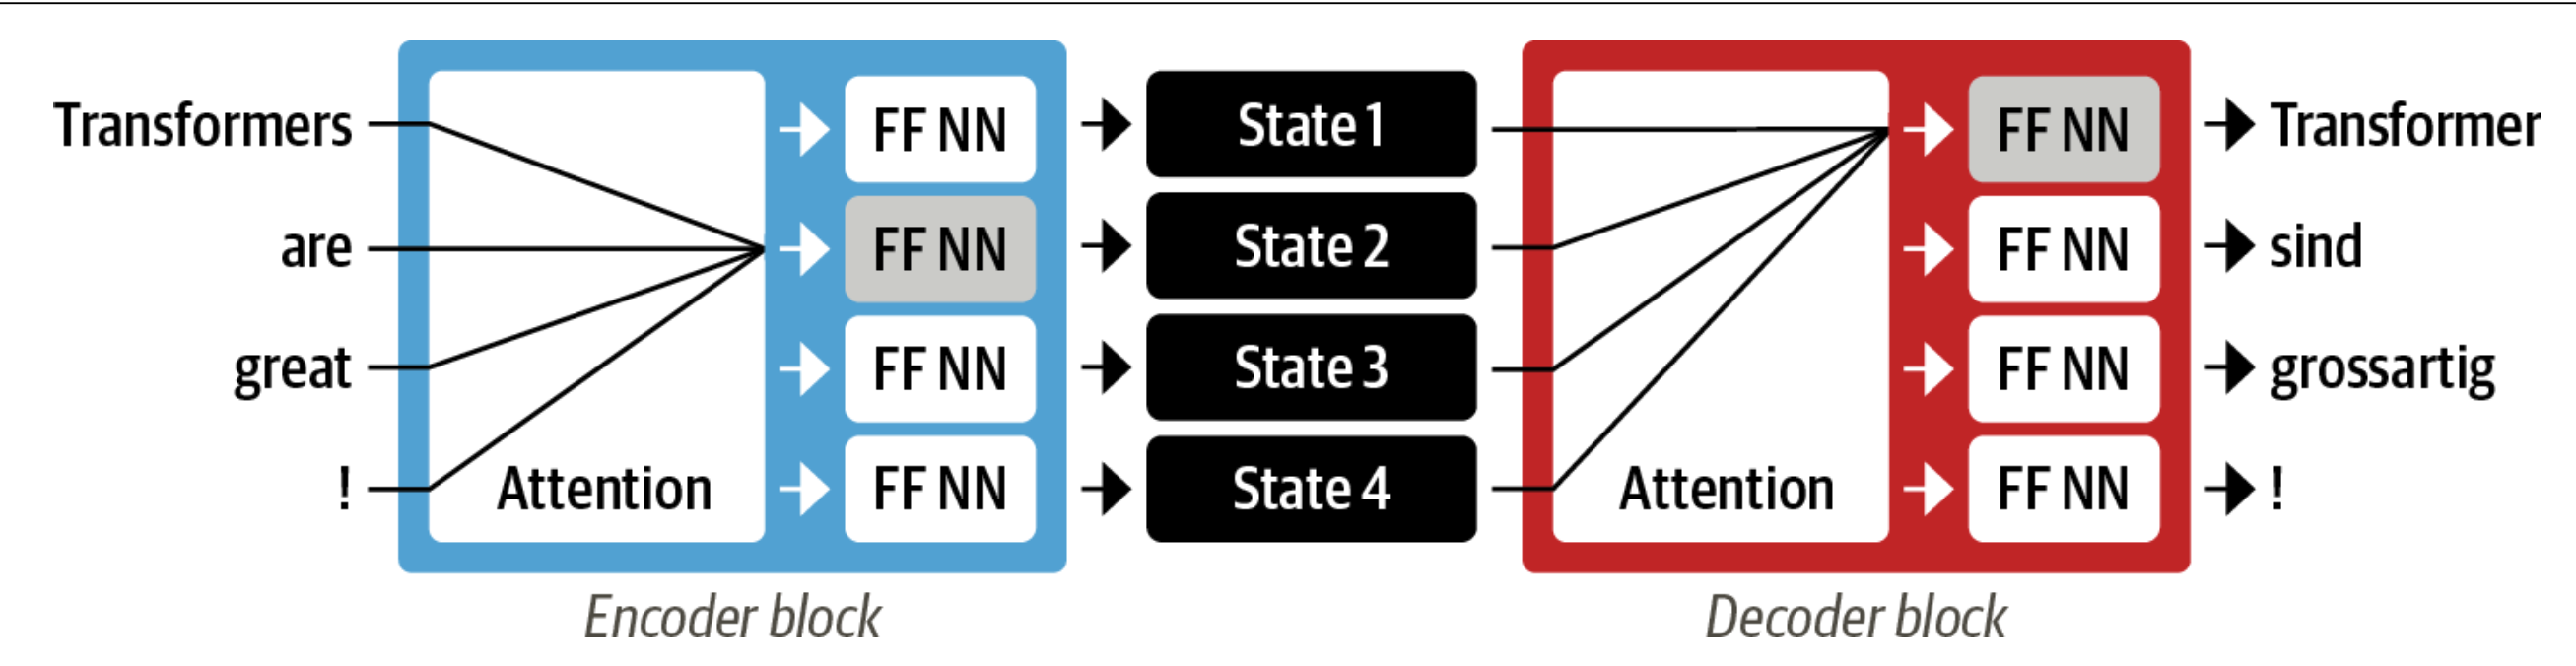 Transformers FF NN State 1 FF NN Transformer
are FF NN State 2 FF NN sind
great FF NN State 3 FF NN grossartig
! Attention FF NN State 4 Attention FF NN !
Encoder block Decoder block